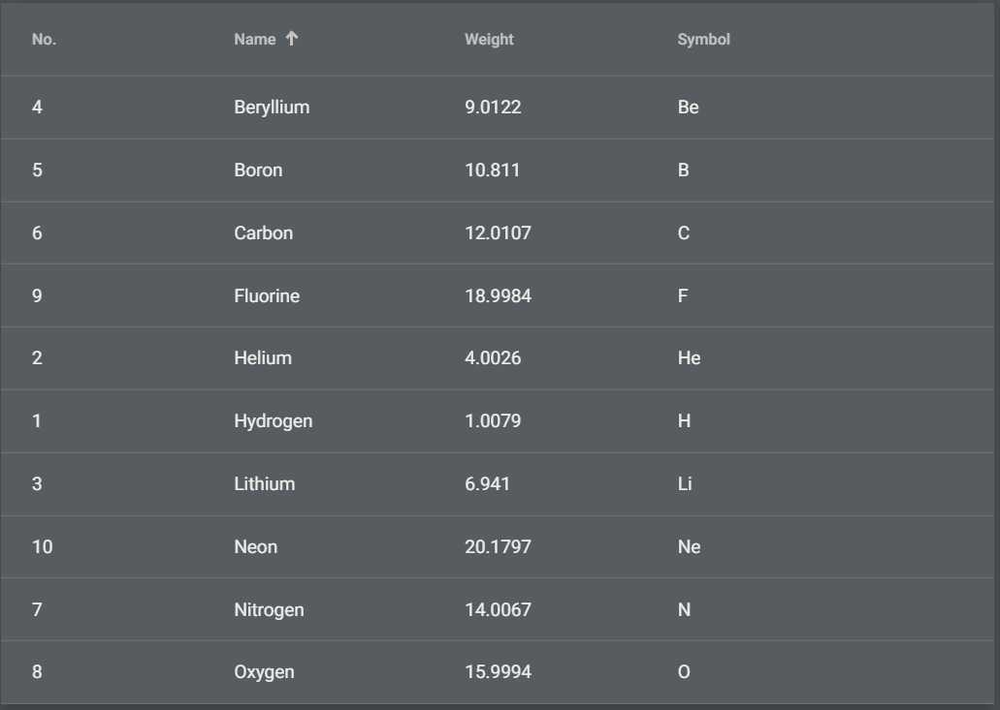 No. Name ↑ Weight Symbol
4 Beryllium 9.0122 Be
5 Boron 10.811 B
6 Carbon 12.0107 C
9 Fluorine 18.9984 F
2 Helium 4.0026 He
1 Hydrogen 1.0079 H
3 Lithium 6.941 Li
10 Neon 20.1797 Ne
7 Nitrogen 14.0067 N
8 Oxygen 15.9994 O